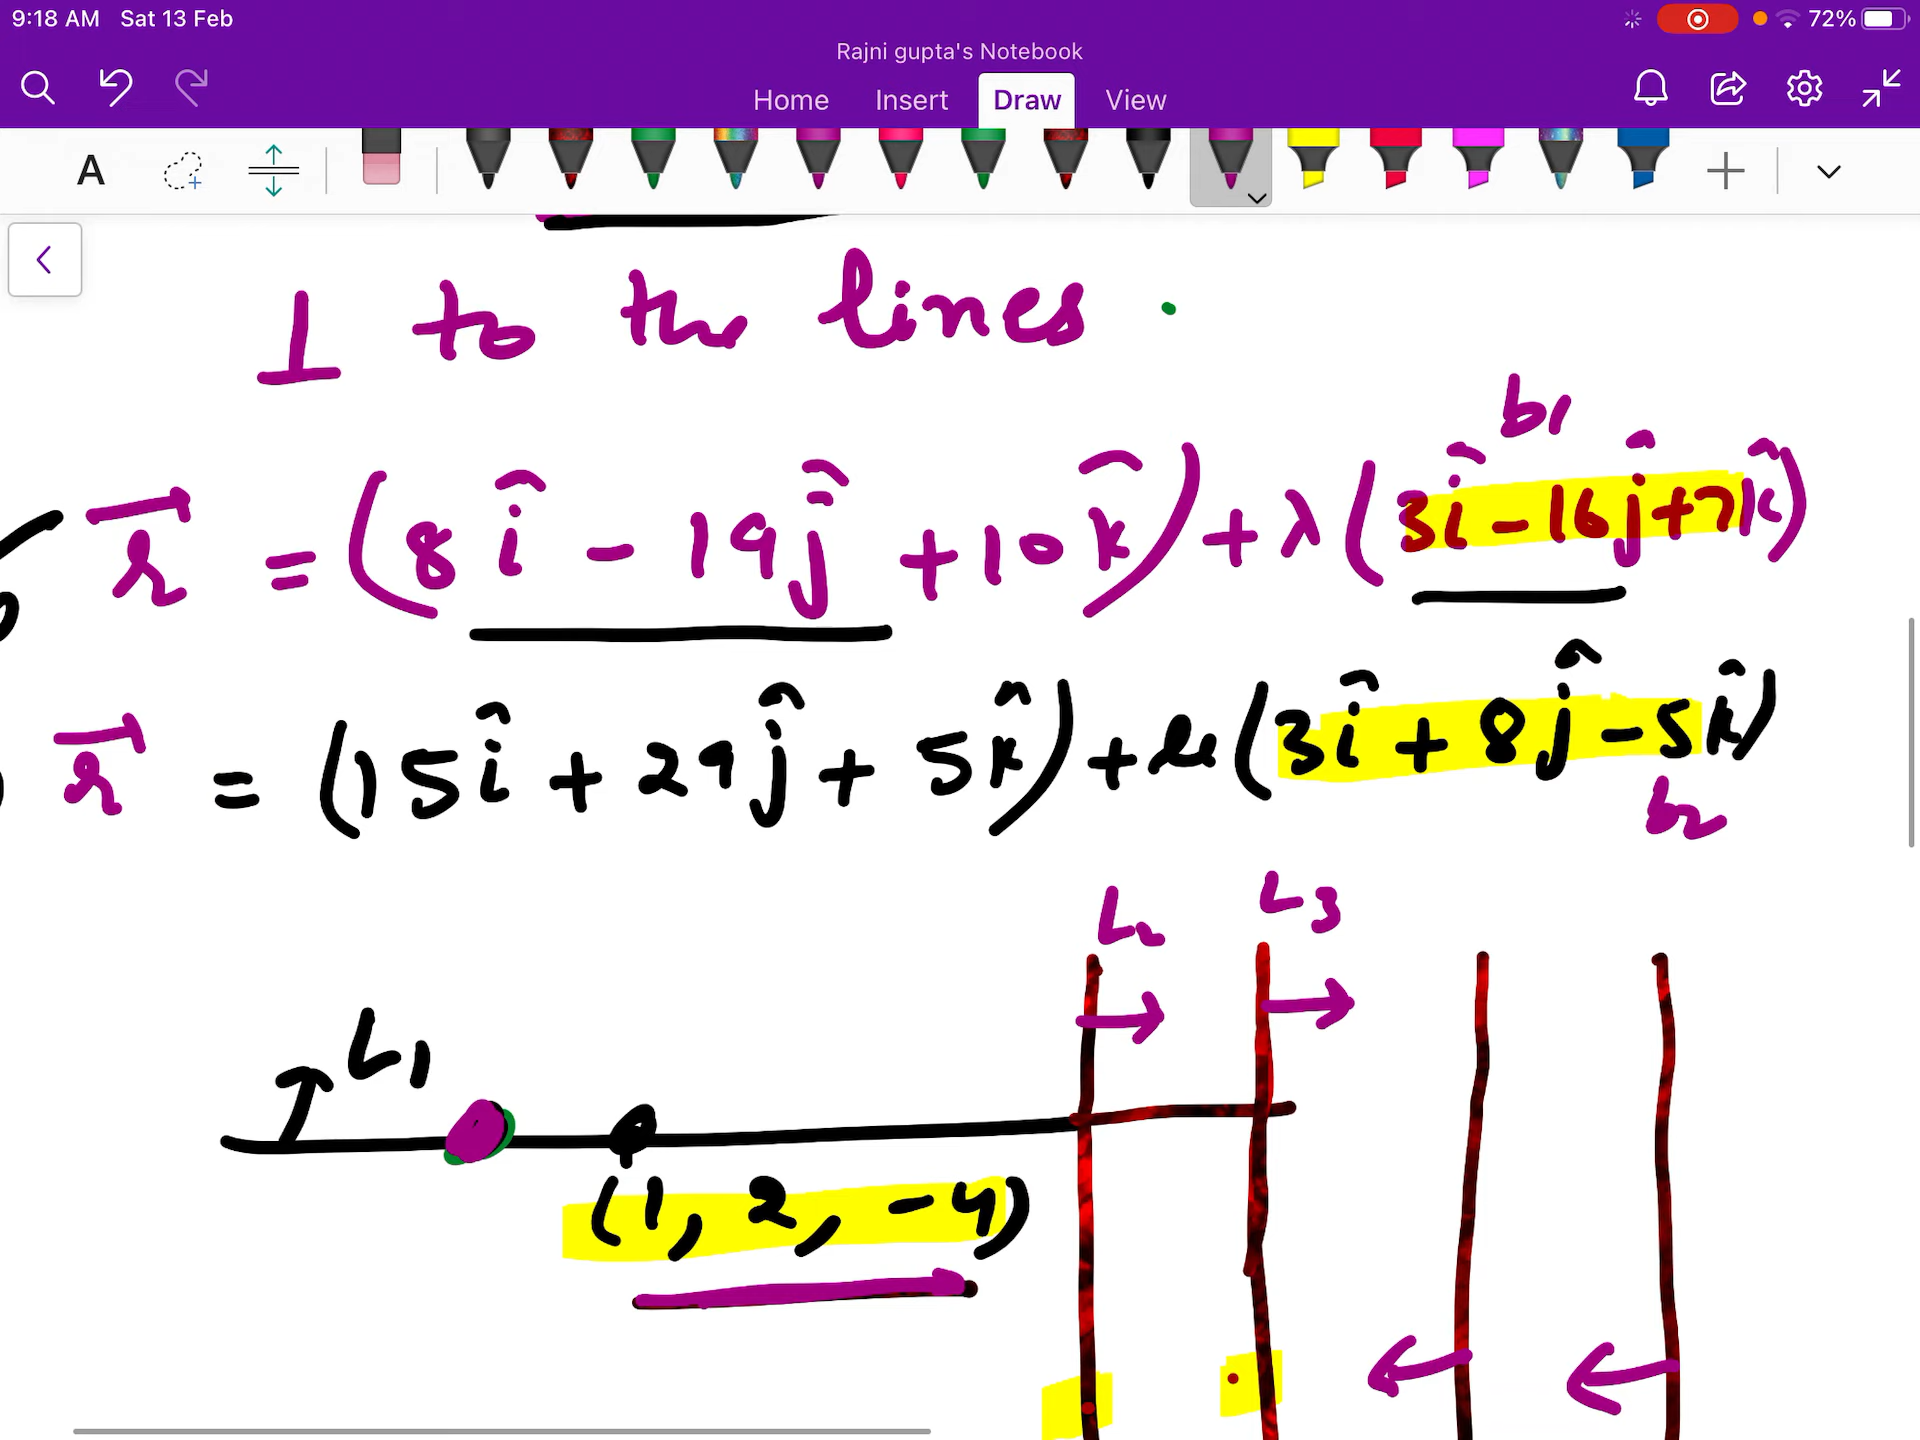 9:18 AM Sat 13 Feb 72%
Rajni gupta's Notebook
Home Insert Draw View
A
⊥ to the lines .
b1
r⃗ = (8î - 19ĵ + 10k̂) + λ(3î - 16ĵ + 7k̂)
r⃗ = (15î + 29ĵ + 5k̂) + μ(3î + 8ĵ - 5k̂)
b2
L2 L3
L1
(1, 2, -4)